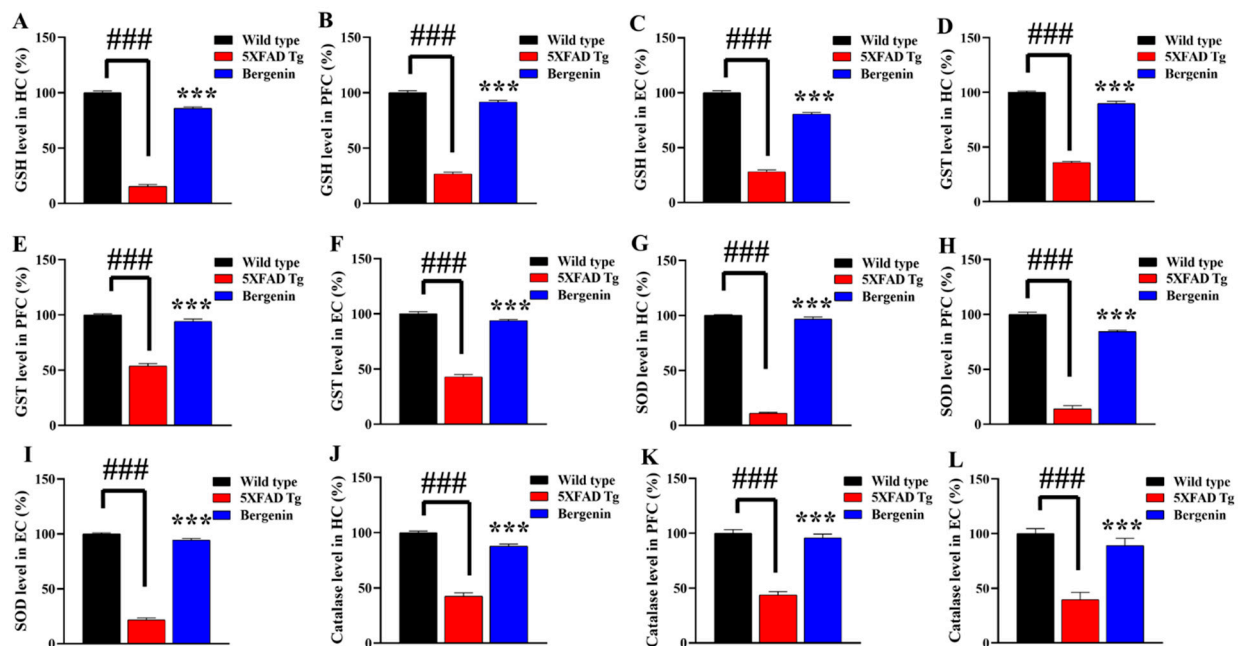 A
GSH level in HC (%)
150
100
50
0
###
***
Wild type
5XFAD Tg
Bergenin
B
GSH level in PFC (%)
150
100
50
0
###
***
Wild type
5XFAD Tg
Bergenin
C
GSH level in EC (%)
150
100
50
0
###
***
Wild type
5XFAD Tg
Bergenin
D
GST level in HC (%)
150
100
50
0
###
***
Wild type
5XFAD Tg
Bergenin
E
GST level in PFC (%)
150
100
50
0
###
***
Wild type
5XFAD Tg
Bergenin
F
GST level in EC (%)
150
100
50
0
###
***
Wild type
5XFAD Tg
Bergenin
G
SOD level in HC (%)
150
100
50
0
###
***
Wild type
5XFAD Tg
Bergenin
H
SOD level in PFC (%)
150
100
50
0
###
***
Wild type
5XFAD Tg
Bergenin
I
SOD level in EC (%)
150
100
50
0
###
***
Wild type
5XFAD Tg
Bergenin
J
Catalase level in HC (%)
150
100
50
0
###
***
Wild type
5XFAD Tg
Bergenin
K
Catalase level in PFC (%)
150
100
50
0
###
***
Wild type
5XFAD Tg
Bergenin
L
Catalase level in EC (%)
150
100
50
0
###
***
Wild type
5XFAD Tg
Bergenin